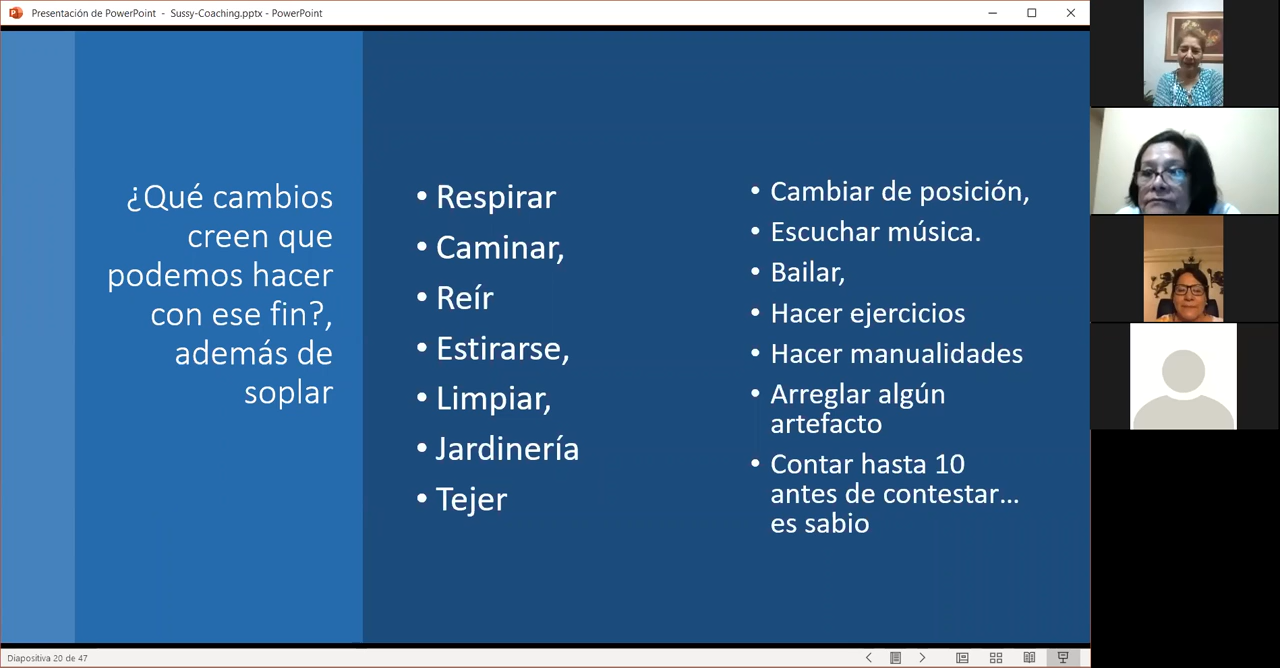 Presentación de PowerPoint - Sussy-Coaching.pptx - PowerPoint
¿Qué cambios
creen que
podemos hacer
con ese fin?,
además de
soplar
• Respirar
• Caminar,
• Reír
• Estirarse,
• Limpiar,
• Jardinería
• Tejer
• Cambiar de posición,
• Escuchar música.
• Bailar,
• Hacer ejercicios
• Hacer manualidades
• Arreglar algún
artefacto
• Contar hasta 10
antes de contestar...
es sabio
Diapositiva 20 de 47